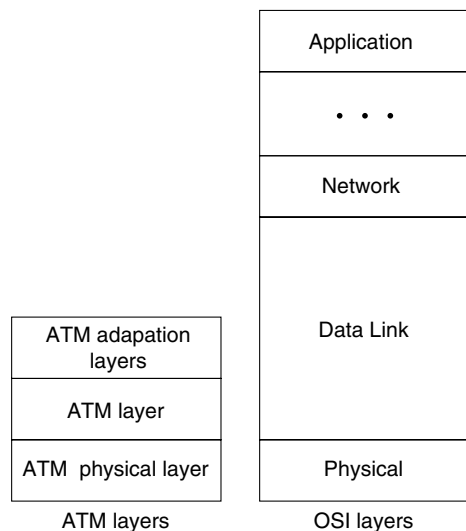 Application
• • •
Network
Data Link
Physical
OSI layers
ATM adapation
layers
ATM layer
ATM physical layer
ATM layers